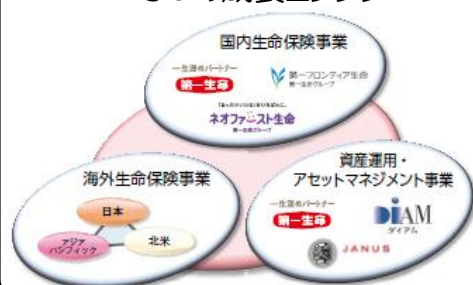 国内生命保険事業
一生涯のパートナー
第一生命
第一フロンティア生命
第一生命グループ
ネオファースト生命
第一生命グループ
海外生命保険事業
日本
アジア
パシフィック
北米
資産運用・
アセットマネジメント事業
一生涯のパートナー
第一生命
DIAM
ダイアム
JANUS